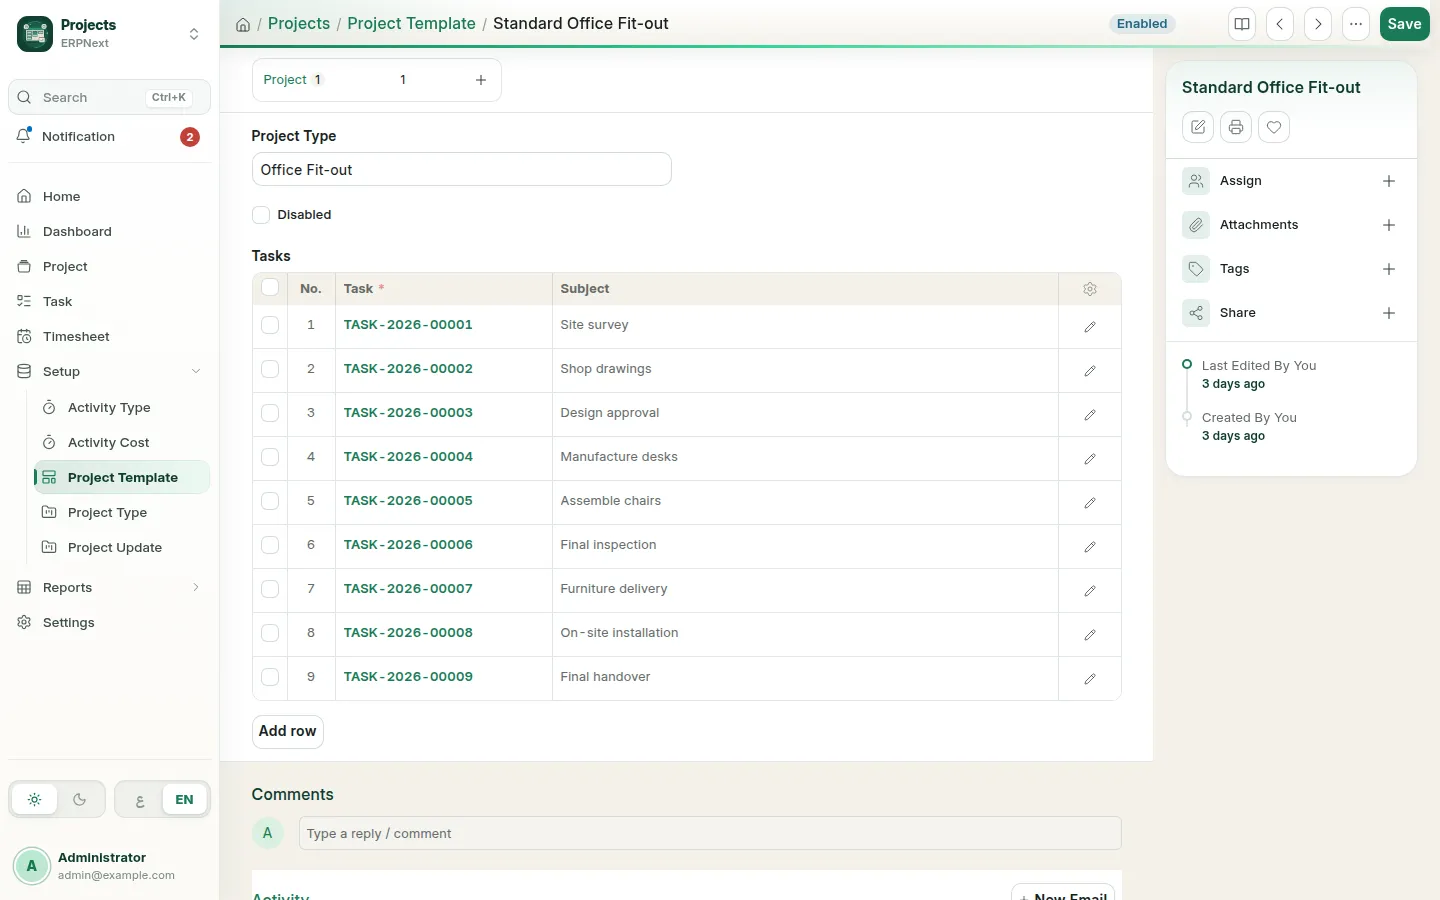 Projects
ERPNext
Search Ctrl+K
Notification 2
Home
Dashboard
Project
Task
Timesheet
Setup
Activity Type
Activity Cost
Project Template
Project Type
Project Update
Reports
Settings
ع EN
A
Administrator
admin@example.com
/ Projects / Project Template / Standard Office Fit-out
Enabled
... Save
Project 1 1 +
Project Type
Office Fit-out
Disabled
Tasks
No. Task * Subject
1 TASK-2026-00001 Site survey
2 TASK-2026-00002 Shop drawings
3 TASK-2026-00003 Design approval
4 TASK-2026-00004 Manufacture desks
5 TASK-2026-00005 Assemble chairs
6 TASK-2026-00006 Final inspection
7 TASK-2026-00007 Furniture delivery
8 TASK-2026-00008 On-site installation
9 TASK-2026-00009 Final handover
Add row
Comments
A Type a reply / comment
Activity + New Email
Standard Office Fit-out
Assign +
Attachments +
Tags +
Share +
Last Edited By You
3 days ago
Created By You
3 days ago